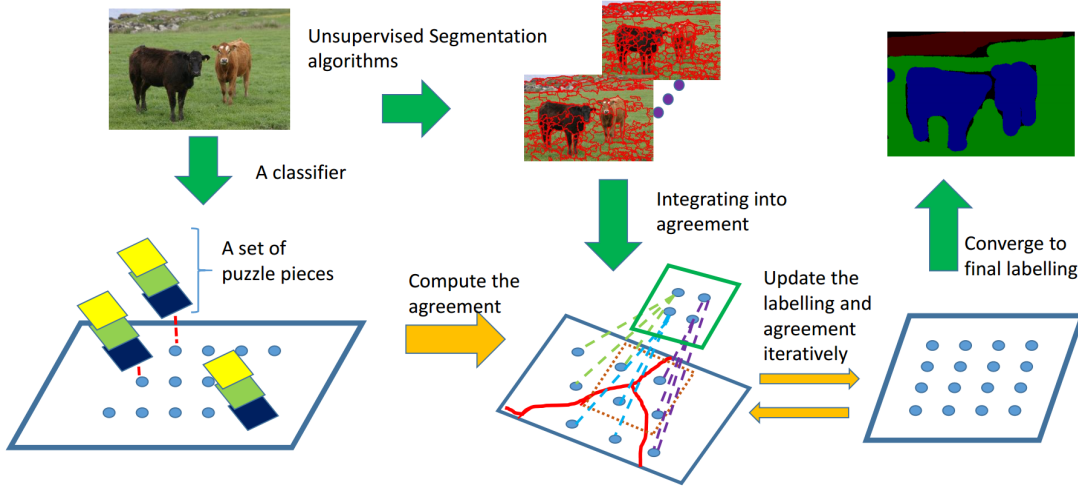 Unsupervised Segmentation
algorithms
A classifier
Integrating into
agreement
Converge to
final labelling
A set of
puzzle pieces
Compute the
agreement
Update the
labelling and
agreement
iteratively